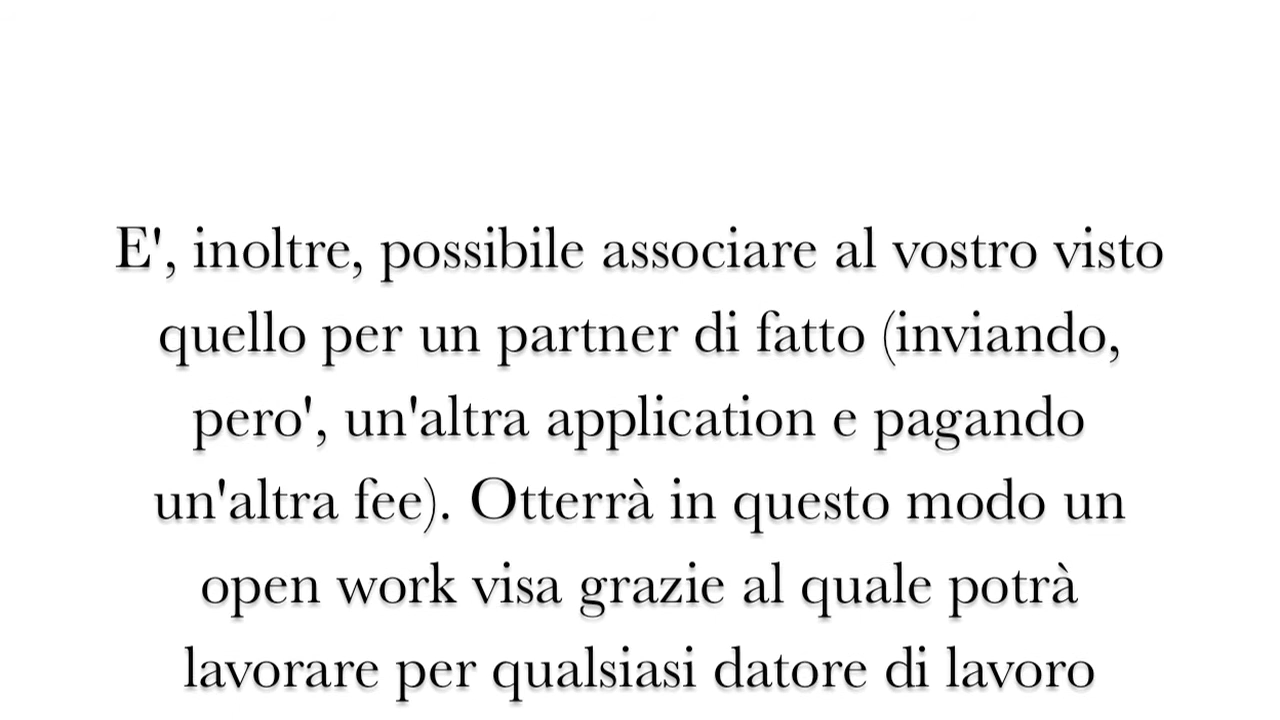 E', inoltre, possibile associare al vostro visto
quello per un partner di fatto (inviando,
pero', un'altra application e pagando
un'altra fee). Otterrà in questo modo un
open work visa grazie al quale potrà
lavorare per qualsiasi datore di lavoro